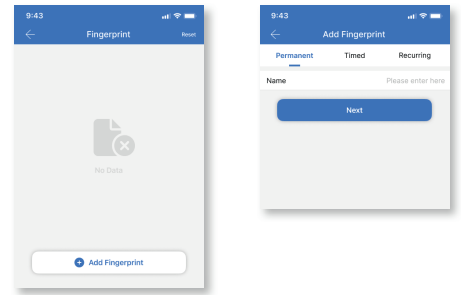 9:43
Fingerprint
Reset
No Data
Add Fingerprint
9:43
Add Fingerprint
Permanent Timed Recurring
Name Please enter here
Next